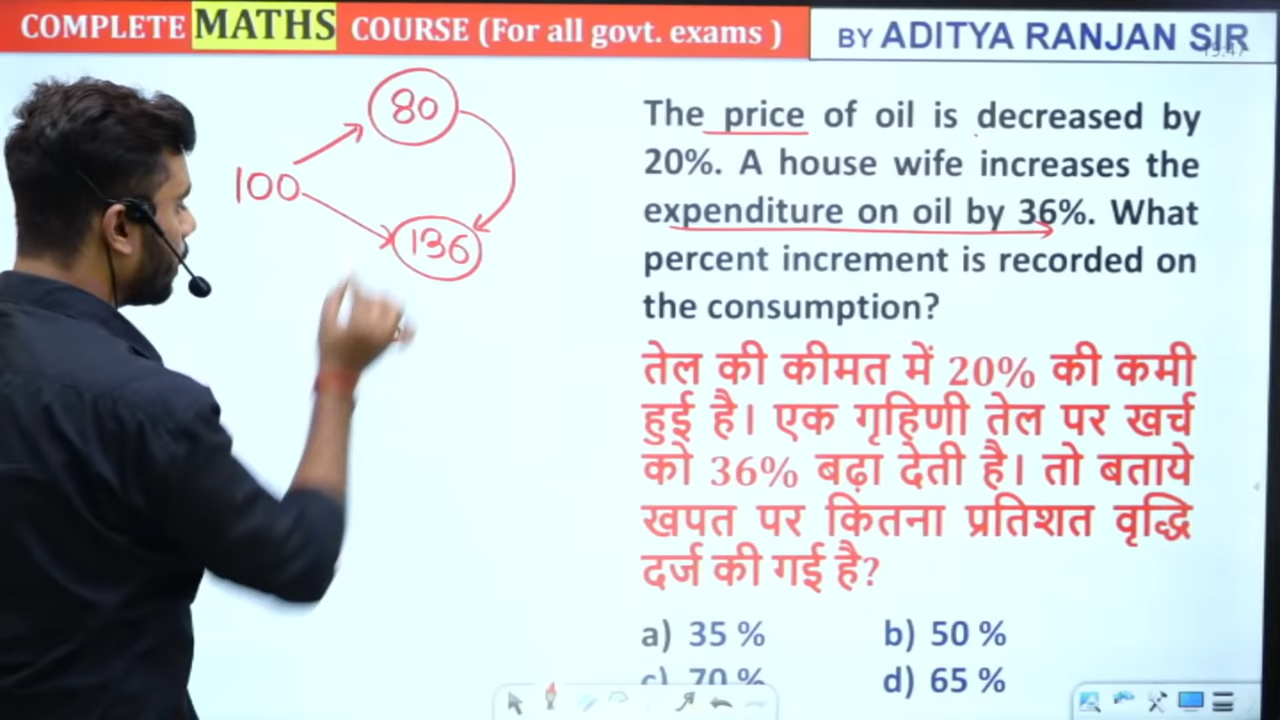 COMPLETE MATHS COURSE (For all govt. exams )
BY ADITYA RANJAN SIR
80
100
136
The price of oil is decreased by
20%. A house wife increases the
expenditure on oil by 36%. What
percent increment is recorded on
the consumption?
तेल की कीमत में 20% की कमी
हुई है। एक गृहिणी तेल पर खर्च
को 36% बढ़ा देती है। तो बताये
खपत पर कितना प्रतिशत वृद्धि
दर्ज की गई है?
a) 35 % b) 50 %
c) 70 % d) 65 %